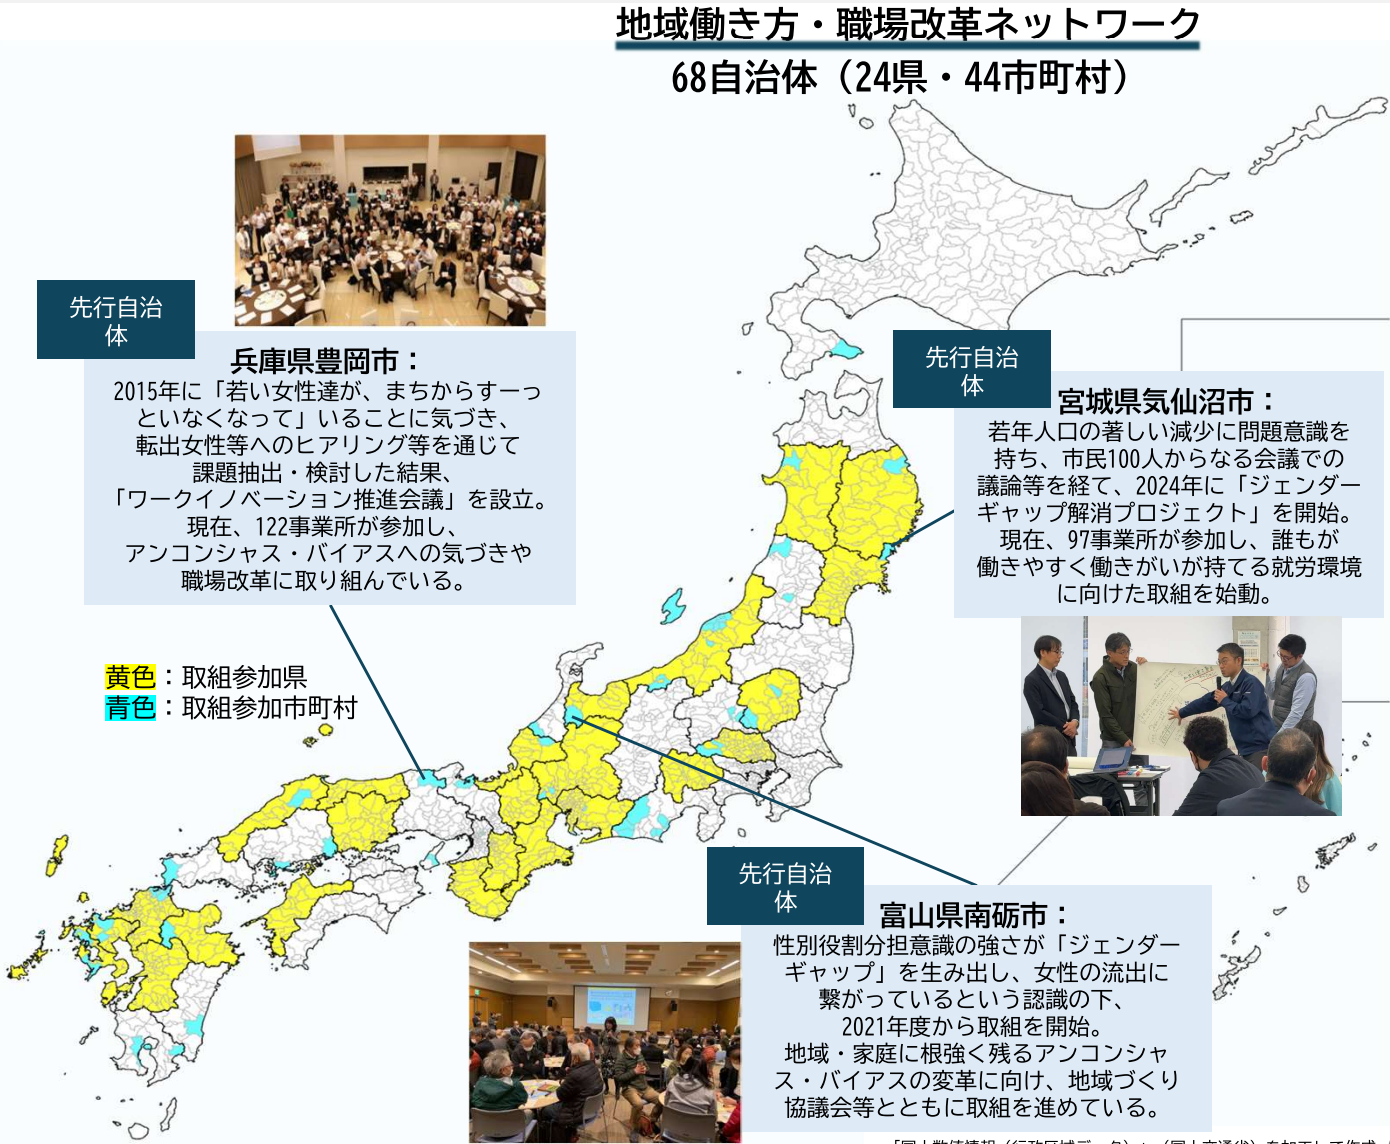 地域働き方・職場改革ネットワーク
68自治体（24県・44市町村）
先行自治
体
兵庫県豊岡市：
2015年に「若い女性達が、まちからすーっ
といなくなって」いることに気づき、
転出女性等へのヒアリング等を通じて
課題抽出・検討した結果、
「ワークイノベーション推進会議」を設立。
現在、122事業所が参加し、
アンコンシャス・バイアスへの気づきや
職場改革に取り組んでいる。
先行自治
体
宮城県気仙沼市：
若年人口の著しい減少に問題意識を
持ち、市民100人からなる会議での
議論等を経て、2024年に「ジェンダー
ギャップ解消プロジェクト」を開始。
現在、97事業所が参加し、誰もが
働きやすく働きがいが持てる就労環境
に向けた取組を始動。
黄色：取組参加県
青色：取組参加市町村
先行自治
体
富山県南砺市：
性別役割分担意識の強さが「ジェンダー
ギャップ」を生み出し、女性の流出に
繋がっているという認識の下、
2021年度から取組を開始。
地域・家庭に根強く残るアンコンシャ
ス・バイアスの変革に向け、地域づくり
協議会等とともに取組を進めている。